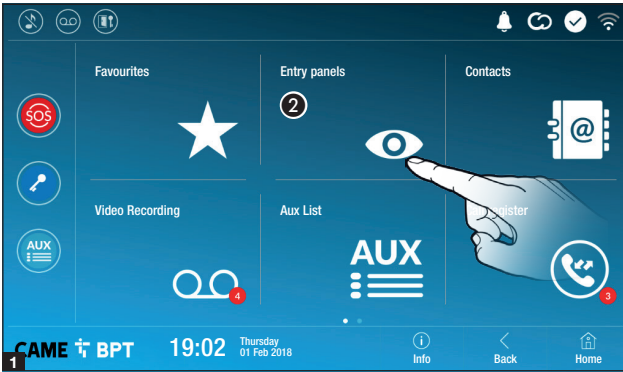 Favourites
Entry panels
Contacts
2
SOS
@
Video Recording
Aux List
register
AUX
AUX
4
3
CAME BPT
19:02
Thursday
01 Feb 2018
Info
Back
Home
1